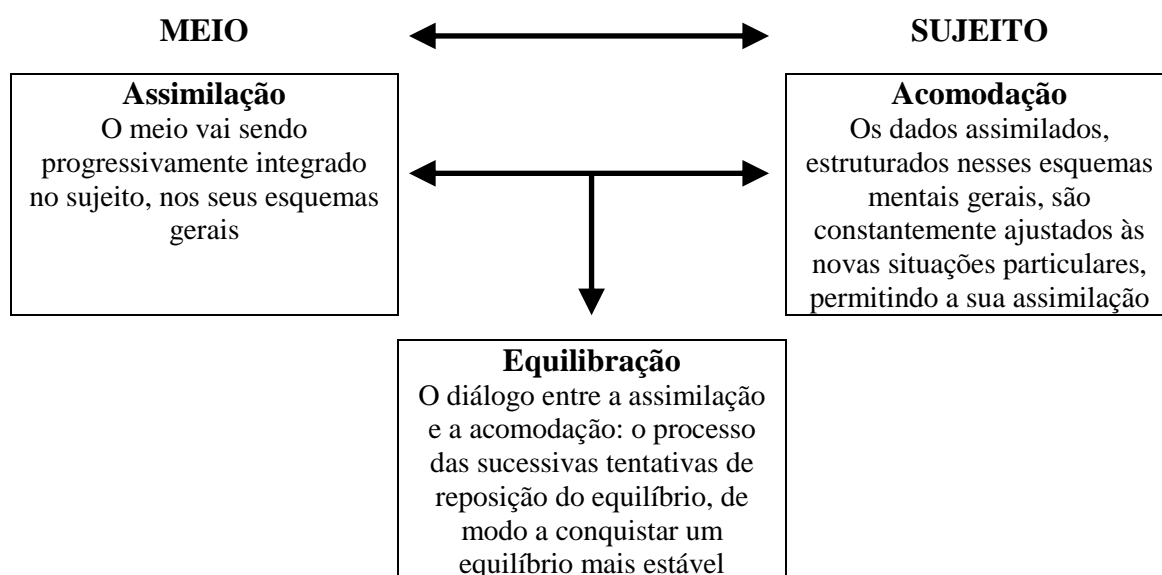 MEIO
SUJEITO
Assimilação
O meio vai sendo
progressivamente integrado
no sujeito, nos seus esquemas
gerais
Acomodação
Os dados assimilados,
estruturados nesses esquemas
mentais gerais, são
constantemente ajustados às
novas situações particulares,
permitindo a sua assimilação
Equilibração
O diálogo entre a assimilação
e a acomodação: o processo
das sucessivas tentativas de
reposição do equilíbrio, de
modo a conquistar um
equilíbrio mais estável